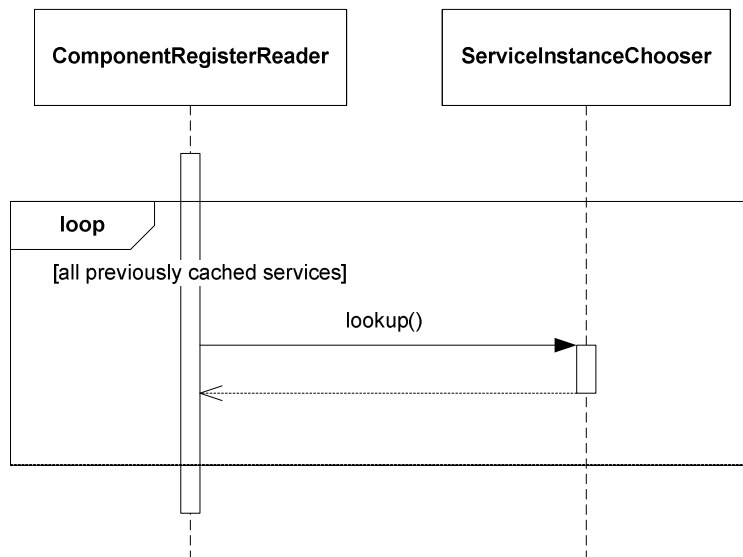 ComponentRegisterReader
ServiceInstanceChooser
loop
[all previously cached services]
lookup()